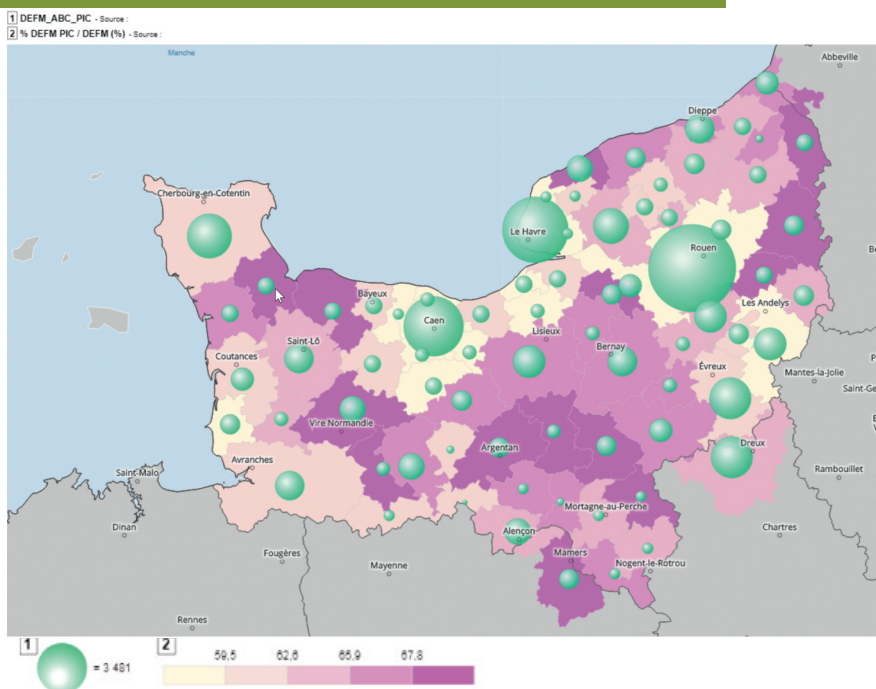 1 DEFM_ABC_PIC - Source :
2 % DEFM PIC / DEFM (%) - Source :
Manche
Abbeville
Dieppe
Cherbourg-en-Cotentin
Le Havre
Rouen
Les Andelys
Bayeux
Caen
Lisieux
Saint-Lô
Bernay
Coutances
Évreux
Mantes-la-Jolie
Saint-Ge
Vire Normandie
Argentan
Dreux
Avranches
Saint-Malo
Rambouillet
Mortagne-au-Perche
Dinan
Alençon
Chartres
Fougères
Mamers
Mayenne
Nogent-le-Rotrou
Rennes
1
= 3 481
2
59,5 62,6 65,9 67,8